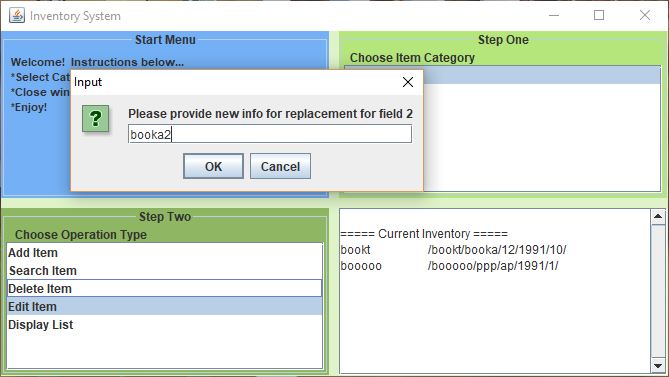 Inventory System
Start Menu
Welcome! Instructions below...
*Select Cat
*Close win
*Enjoy!
Step One
Choose Item Category
Input
?
Please provide new info for replacement for field 2
booka2
OK
Cancel
Step Two
Choose Operation Type
Add Item
Search Item
Delete Item
Edit Item
Display List
===== Current Inventory =====
bookt /bookt/booka/12/1991/10/
booooo /booooo/ppp/ap/1991/1/